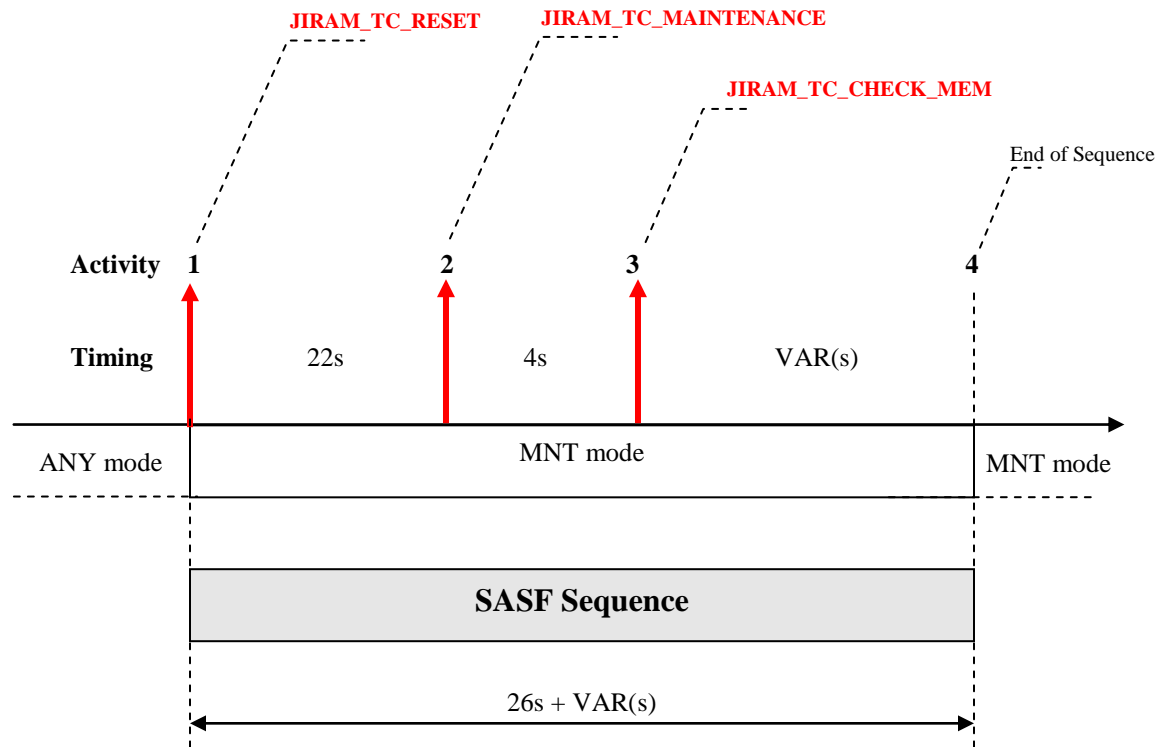 JIRAM_TC_RESET
JIRAM_TC_MAINTENANCE
JIRAM_TC_CHECK_MEM
End of Sequence
Activity 1 2 3 4
Timing 22s 4s VAR(s)
ANY mode MNT mode MNT mode
SASF Sequence
26s + VAR(s)